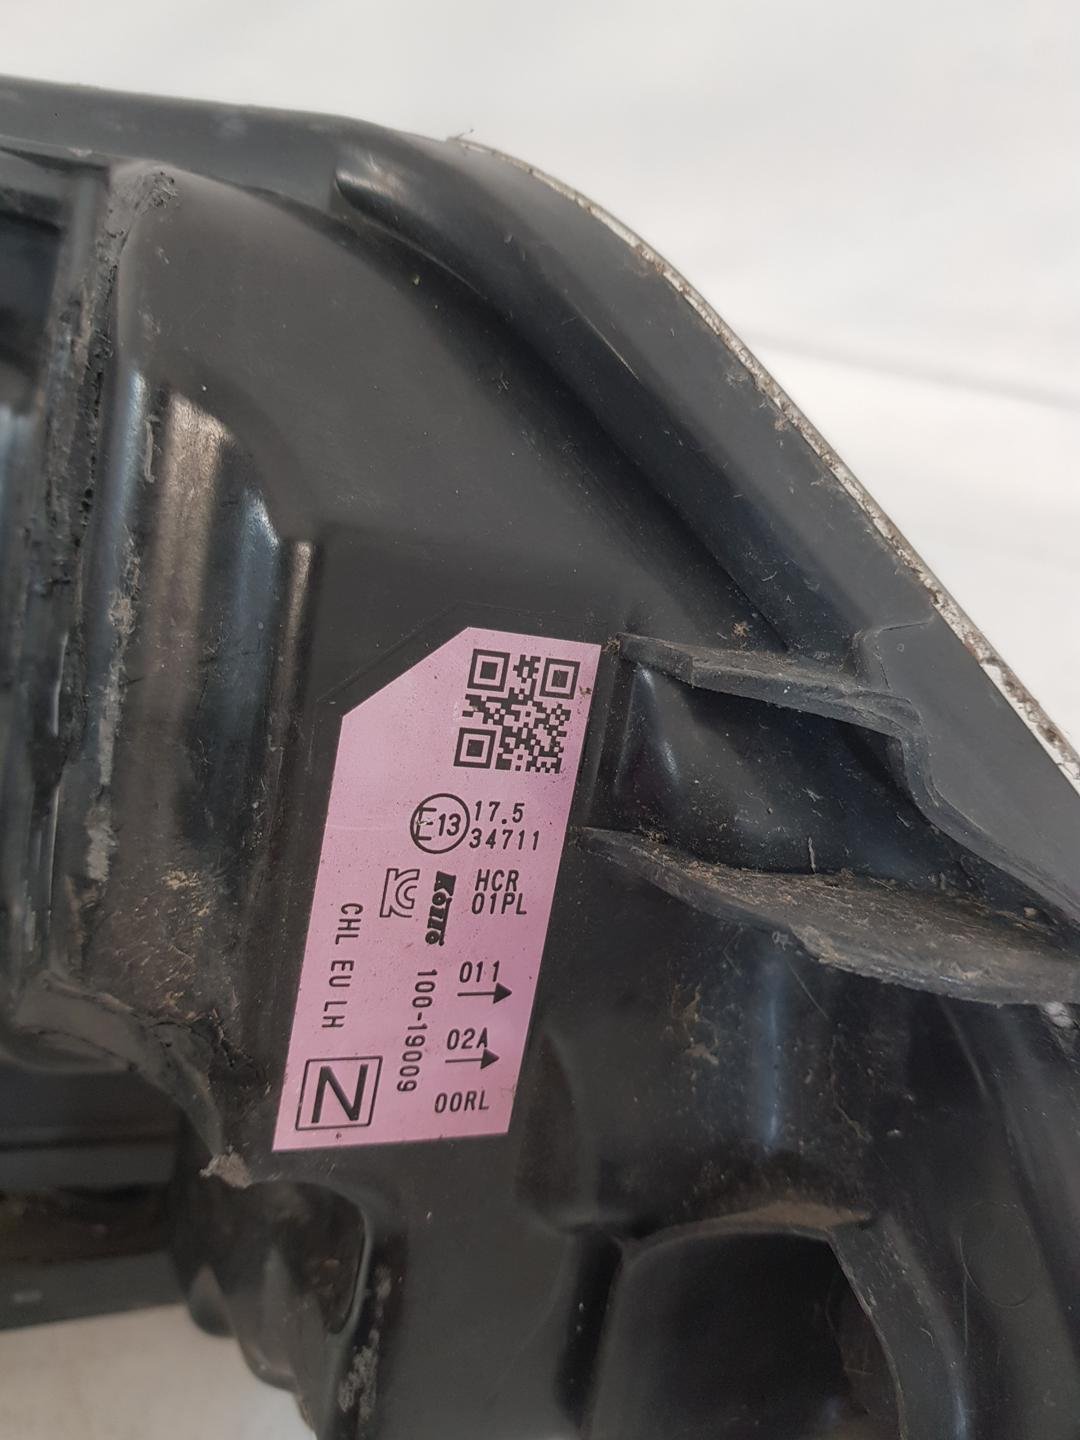 E13
17.5
34711
HCR
01PL
KOITO
011
02A
00RL
100-19009
CHL EU LH
Z